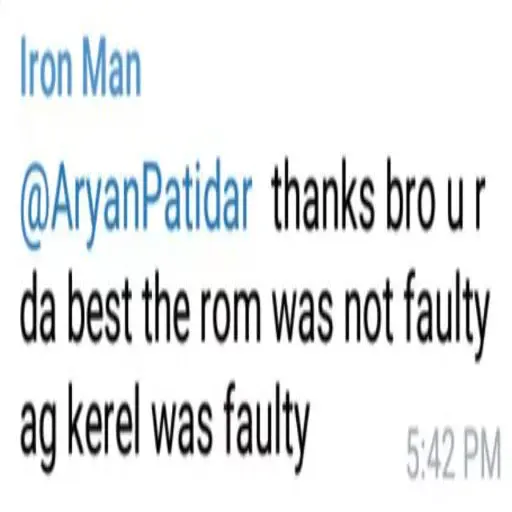 Iron Man
@AryanPatidar thanks bro u r
da best the rom was not faulty
ag kerel was faulty
5:42 PM